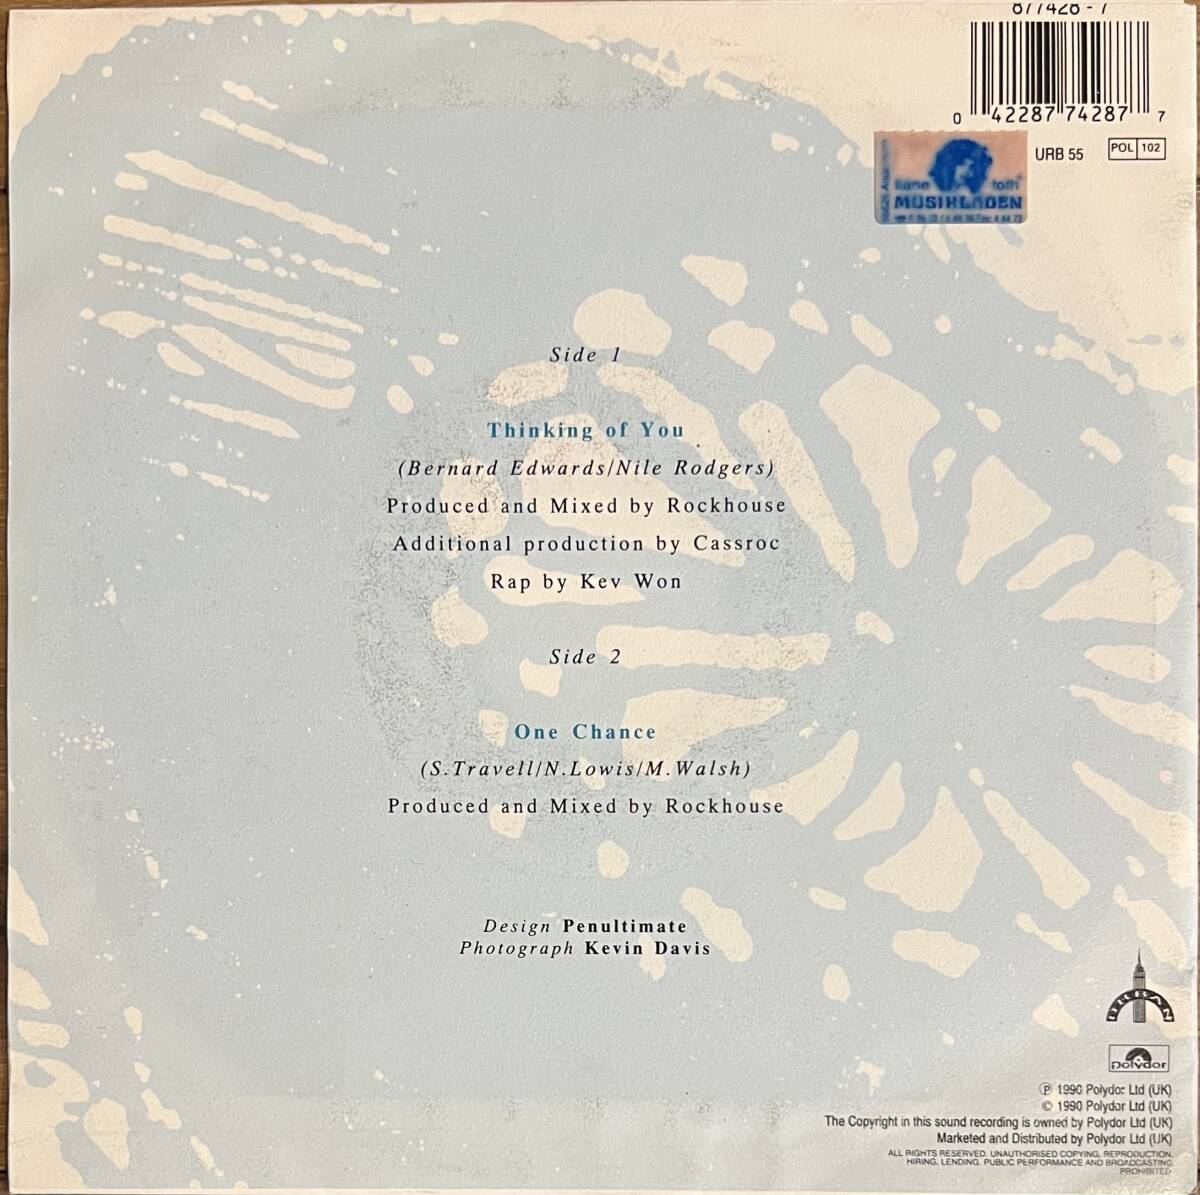 877428 - 7
0 42287 74287 7
URB 55
POL 102
toth
MUSIKLADEN
Side 1
Thinking of You
(Bernard Edwards/Nile Rodgers)
Produced and Mixed by Rockhouse
Additional production by Cassroc
Rap by Kev Won
Side 2
One Chance
(S.Travell/N.Lowis/M.Walsh)
Produced and Mixed by Rockhouse
Design Penultimate
Photograph Kevin Davis
URBAN
polydor
℗ 1990 Polydor Ltd (UK)
© 1990 Polydor Ltd (UK)
The Copyright in this sound recording is owned by Polydor Ltd (UK)
Marketed and Distributed by Polydor Ltd (UK)
ALL RIGHTS RESERVED. UNAUTHORISED COPYING, REPRODUCTION,
HIRING, LENDING, PUBLIC PERFORMANCE AND BROADCASTING
PROHIBITED